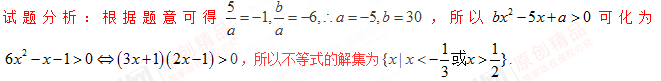 试题分析：根据题意可得 5/a = -1, b/a = -6, ∴ a = -5, b = 30 ，所以 bx² - 5x + a > 0 可化为
6x² - x - 1 > 0 ⇔ (3x + 1)(2x - 1) > 0，所以不等式的解集为{x | x < -1/3 或x > 1/2}.